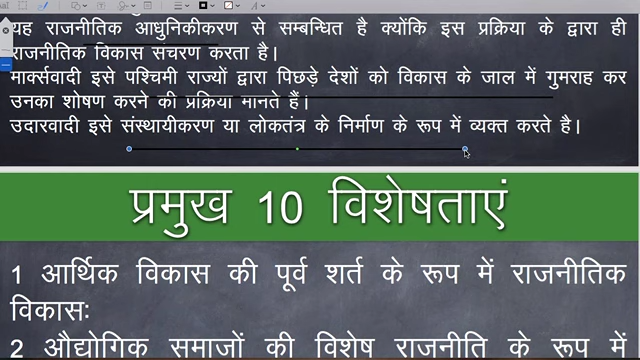 यह राजनीतिक आधुनिकीकरण से सम्बन्धित है क्योंकि इस प्रक्रिया के द्वारा ही
राजनीतिक विकास संचरण करता है।
मार्क्सवादी इसे पश्चिमी राज्यों द्वारा पिछड़े देशों को विकास के जाल में गुमराह कर
उनका शोषण करने की प्रक्रिया मानते हैं।
उदारवादी इसे संस्थायीकरण या लोकतंत्र के निर्माण के रूप में व्यक्त करते है।
प्रमुख 10 विशेषताएं
1 आर्थिक विकास की पूर्व शर्त के रूप में राजनीतिक
विकासः
2 औद्योगिक समाजों की विशेष राजनीति के रूप में